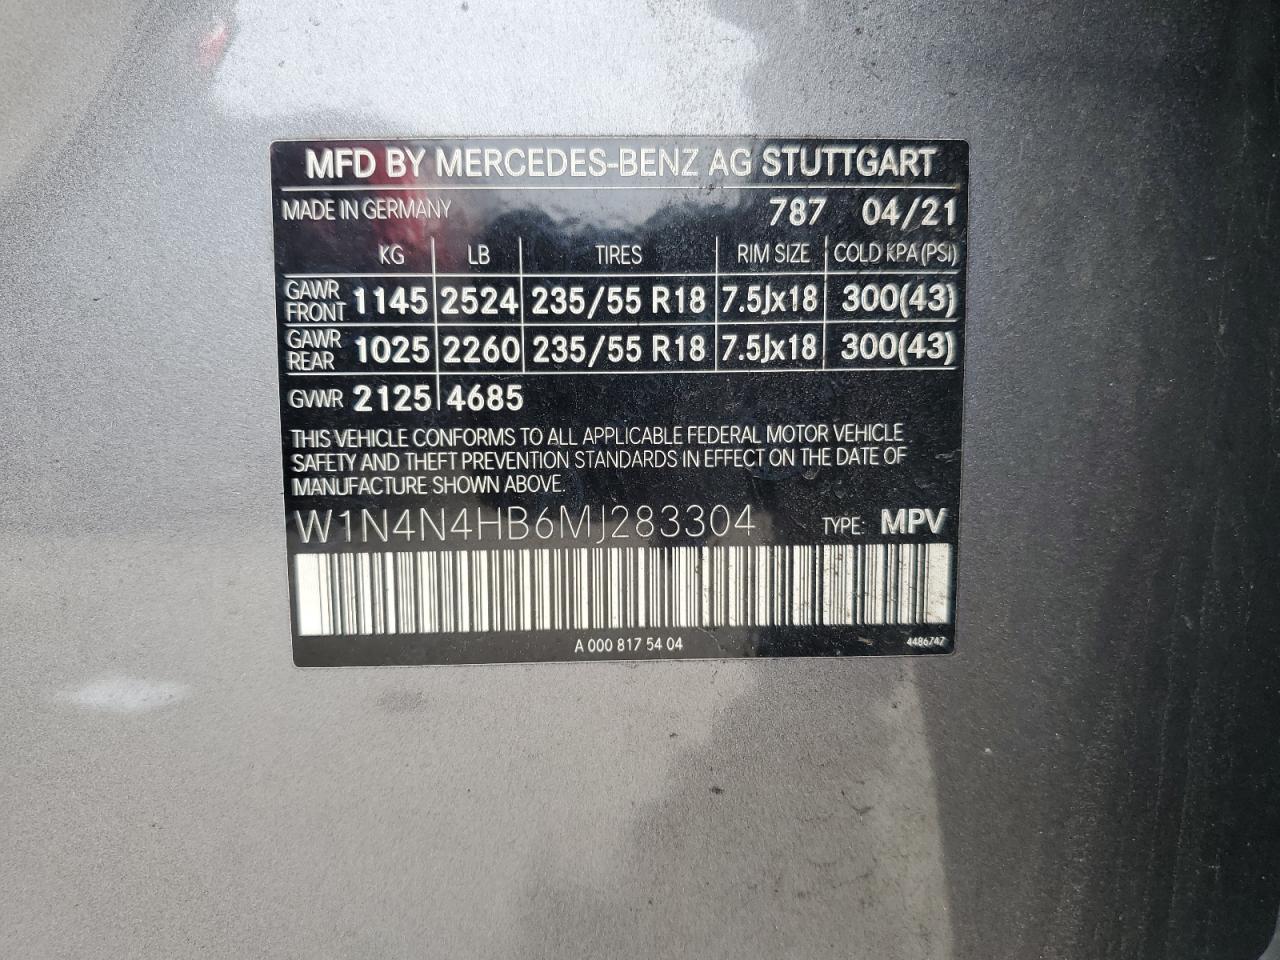 MFD BY MERCEDES-BENZ AG STUTTGART
MADE IN GERMANY 787 04/21
KG LB TIRES RIM SIZE COLD KPA (PSI)
GAWR FRONT 1145 2524 235/55 R18 7.5Jx18 300(43)
GAWR REAR 1025 2260 235/55 R18 7.5Jx18 300(43)
GVWR 2125 4685
THIS VEHICLE CONFORMS TO ALL APPLICABLE FEDERAL MOTOR VEHICLE
SAFETY AND THEFT PREVENTION STANDARDS IN EFFECT ON THE DATE OF
MANUFACTURE SHOWN ABOVE.
W1N4N4HB6MJ283304 TYPE: MPV
A 000 817 54 04 4486747